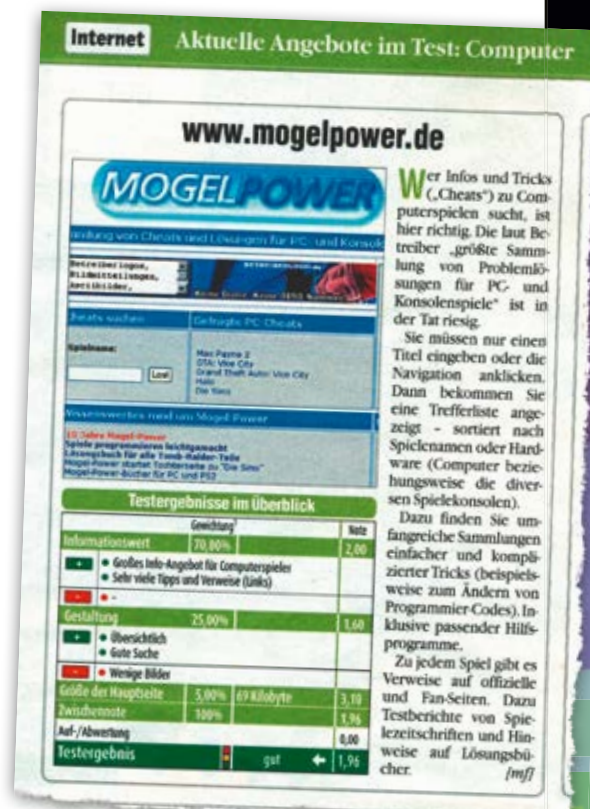 Internet Aktuelle Angebote im Test: Computer
www.mogelpower.de
MOGELPOWER
mlung von Cheats und Lösungen für PC- und Konsol
Betreiberlogos,
Bildmitteilungen,
Cheats suchen
Gefragte PC-Cheats
Spielname:
Los!
Max Payne 2
GTA: Vice City
Grand Theft Auto: Vice City
Halo
Die Sims
Wissenswertes rund um Mogel-Power
10 Jahre Mogel-Power
Spiele programmieren leichtgemacht
Lösungsbuch für alle Tomb-Raider-Teile
Mogel-Power startet Tochterseite zu "Die Sims"
Mogel-Power-Bücher für PC und PS2
Testergebnisse im Überblick
Gewichtung Note
Informationswert 70,00% 2,00
+ • Großes Info-Angebot für Computerspieler
• Sehr viele Tipps und Verweise (Links)
- • -
Gestaltung 25,00% 1,60
+ • Übersichtlich
• Gute Suche
- • Wenige Bilder
Größe der Hauptseite 5,00% 69 Kilobyte 3,10
Zwischennote 100% 1,96
Auf-/Abwertung 0,00
Testergebnis gut 1,96
Wer Infos und Tricks
(„Cheats“) zu Com-
puterspielen sucht, ist
hier richtig. Die laut Be-
treiber „größte Samm-
lung von Problemlö-
sungen für PC- und
Konsolenspiele“ ist in
der Tat riesig.
Sie müssen nur einen
Titel eingeben oder die
Navigation anklicken.
Dann bekommen Sie
eine Trefferliste ange-
zeigt – sortiert nach
Spielenamen oder Hard-
ware (Computer bezie-
hungsweise die diver-
sen Spielekonsolen).
Dazu finden Sie um-
fangreiche Sammlungen
einfacher und kompli-
zierter Tricks (beispiels-
weise zum Ändern von
Programmier-Codes). In-
klusive passender Hilfs-
programme.
Zu jedem Spiel gibt es
Verweise auf offizielle
und Fan-Seiten. Dazu
Testberichte von Spie-
lezeitschriften und Hin-
weise auf Lösungsbü-
cher. [mf]